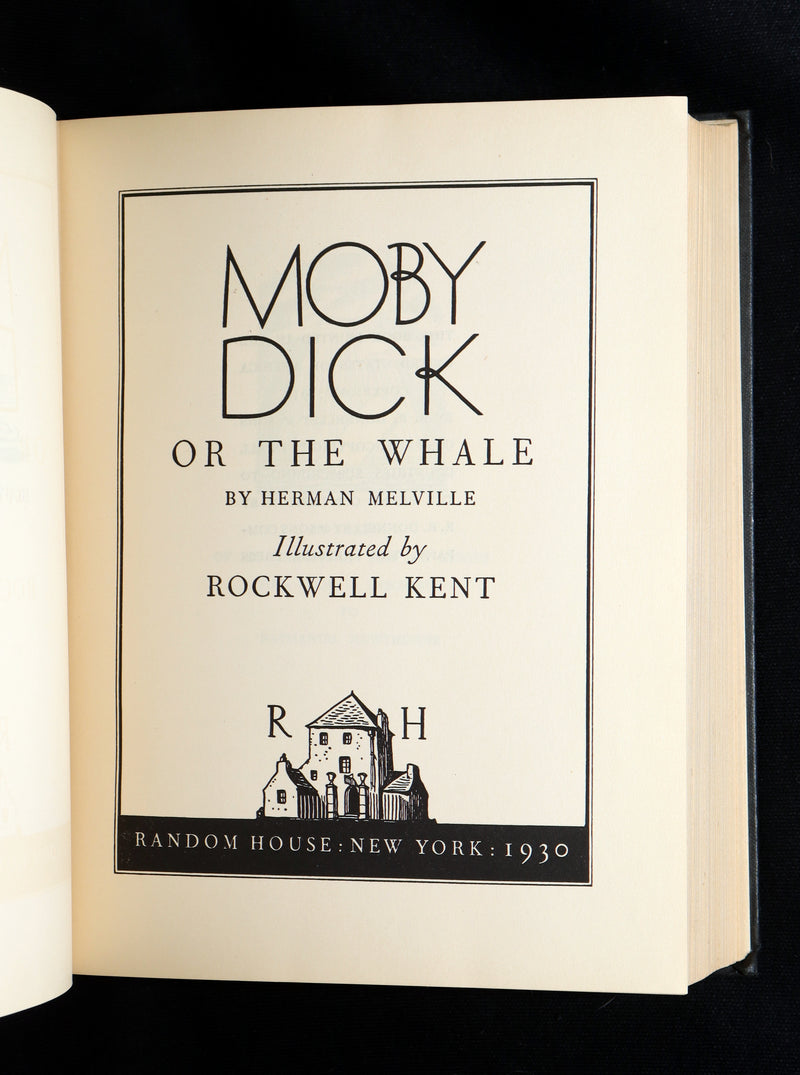 MOBY
DICK
OR THE WHALE
BY HERMAN MELVILLE
Illustrated by
ROCKWELL KENT
R H
RANDOM HOUSE : NEW YORK : 1930